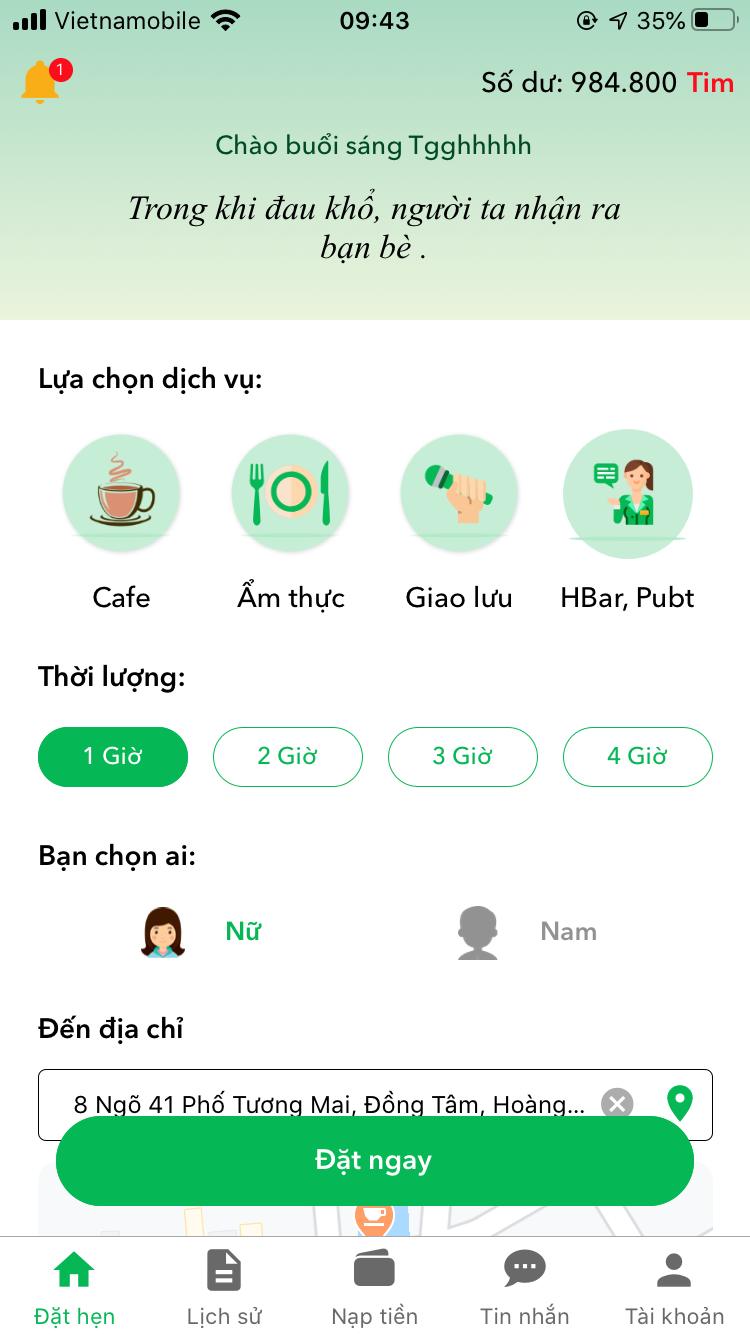 Vietnamobile 09:43 35%
1
Số dư: 984.800 Tim
Chào buổi sáng Tgghhhhh
Trong khi đau khổ, người ta nhận ra
bạn bè .
Lựa chọn dịch vụ:
Cafe Ẩm thực Giao lưu HBar, Pubt
Thời lượng:
1 Giờ 2 Giờ 3 Giờ 4 Giờ
Bạn chọn ai:
Nữ Nam
Đến địa chỉ
8 Ngõ 41 Phố Tương Mai, Đồng Tâm, Hoàng...
Đặt ngay
Đặt hẹn Lịch sử Nạp tiền Tin nhắn Tài khoản